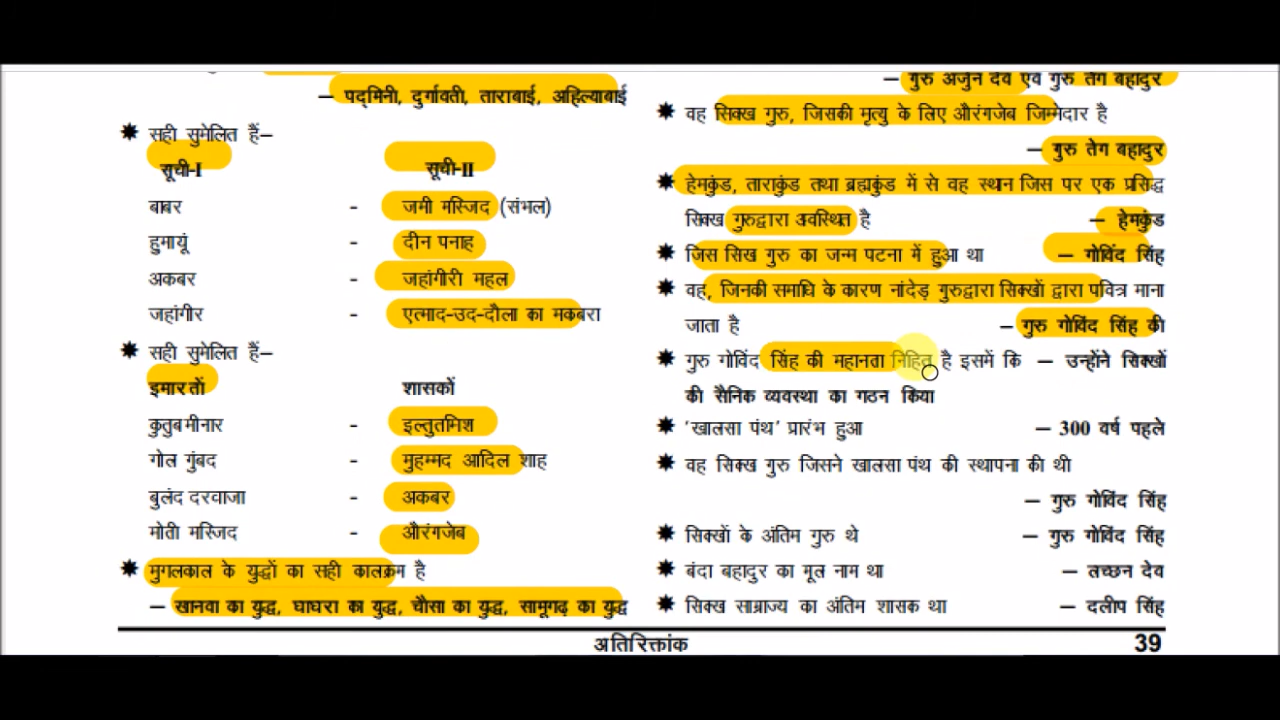 – पद्मिनी, दुर्गावती, ताराबाई, अहिल्याबाई
✷ सही सुमेलित हैं–
सूची-I सूची-II
बाबर - जमी मस्जिद (संभल)
हुमायूं - दीन पनाह
अकबर - जहांगीरी महल
जहांगीर - एत्माद-उद-दौला का मकबरा
✷ सही सुमेलित हैं–
इमारतों शासकों
कुतुबमीनार - इल्तुतमिश
गोल गुंबद - मुहम्मद आदिल शाह
बुलंद दरवाजा - अकबर
मोती मस्जिद - औरंगजेब
✷ मुगलकाल के युद्धों का सही कालक्रम है
– खानवा का युद्ध, घाघरा का युद्ध, चौसा का युद्ध, सामूगढ़ का युद्ध
– गुरु अर्जुन देव एवं गुरु तेग बहादुर
✷ वह सिक्ख गुरु, जिसकी मृत्यु के लिए औरंगजेब जिम्मेदार है
– गुरु तेग बहादुर
✷ हेमकुंड, ताराकुंड तथा ब्रह्मकुंड में से वह स्थान जिस पर एक प्रसिद्ध
सिक्ख गुरुद्वारा अवस्थित है – हेमकुंड
✷ जिस सिख गुरु का जन्म पटना में हुआ था – गोविंद सिंह
✷ वह, जिनकी समाधि के कारण नांदेड़ गुरुद्वारा सिक्खों द्वारा पवित्र माना
जाता है – गुरु गोविंद सिंह की
✷ गुरु गोविंद सिंह की महानता निहित है इसमें कि – उन्होंने सिक्खों
की सैनिक व्यवस्था का गठन किया
✷ 'खालसा पंथ' प्रारंभ हुआ – 300 वर्ष पहले
✷ वह सिक्ख गुरु जिसने खालसा पंथ की स्थापना की थी
– गुरु गोविंद सिंह
✷ सिक्खों के अंतिम गुरु थे – गुरु गोविंद सिंह
✷ बंदा बहादुर का मूल नाम था – लच्छन देव
✷ सिक्ख साम्राज्य का अंतिम शासक था – दलीप सिंह
अतिरिक्तांक 39